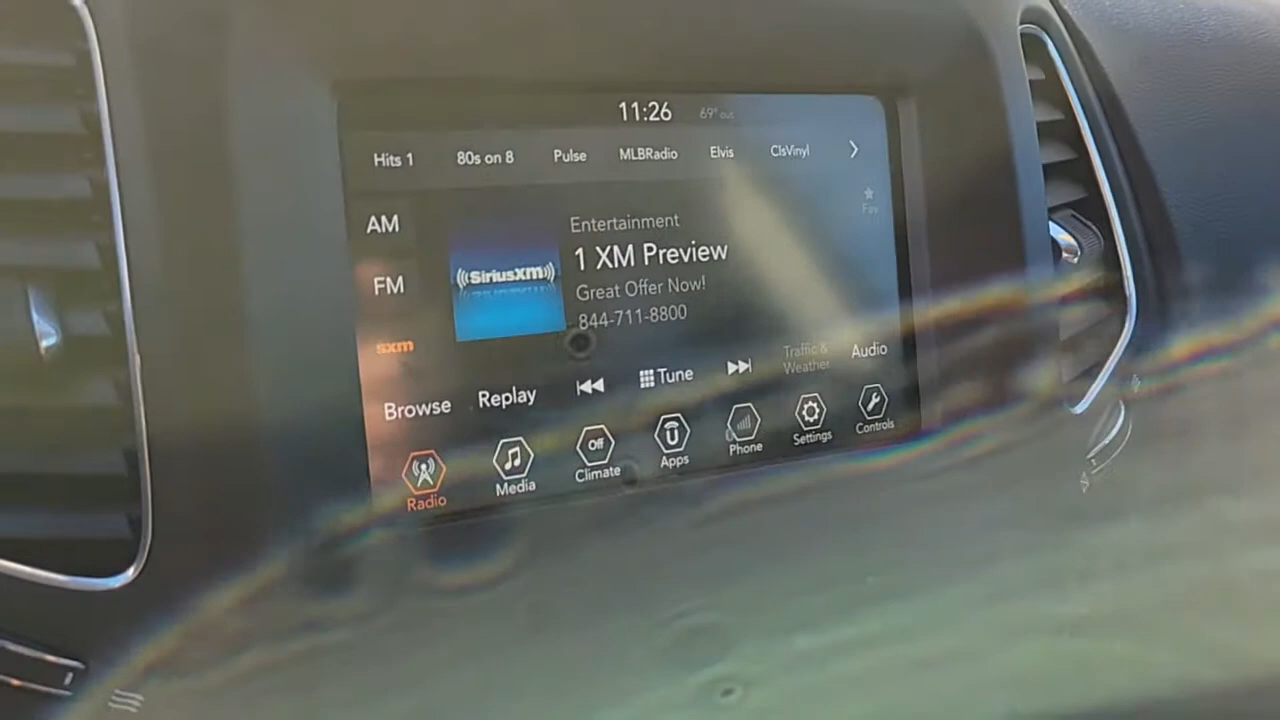 11:26 69° out
Hits 1 80s on 8 Pulse MLBRadio Elvis ClsVinyl
AM
FM
sxm
((SiriusXM))
Entertainment
1 XM Preview
Great Offer Now!
844-711-8800
Fav
Browse Replay Tune Traffic & Weather Audio
Radio Media Climate Apps Phone Settings Controls
Off